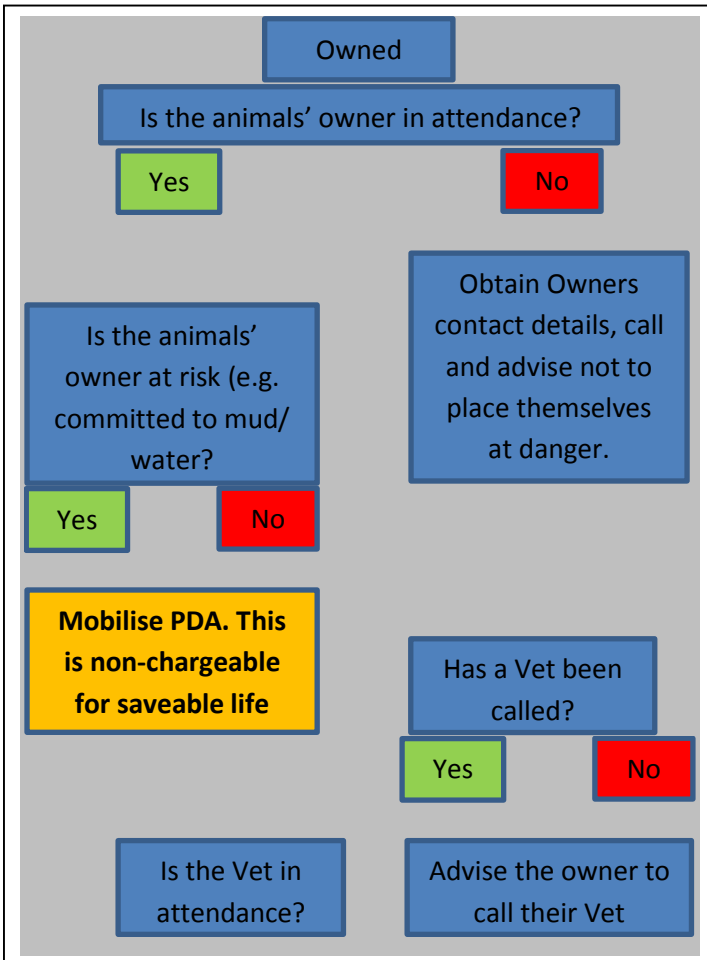 Owned
Is the animals’ owner in attendance?
Yes
No
Is the animals’
owner at risk (e.g.
committed to mud/
water?
Yes
No
Obtain Owners
contact details, call
and advise not to
place themselves
at danger.
Mobilise PDA. This
is non-chargeable
for saveable life
Has a Vet been
called?
Yes
No
Is the Vet in
attendance?
Advise the owner to
call their Vet